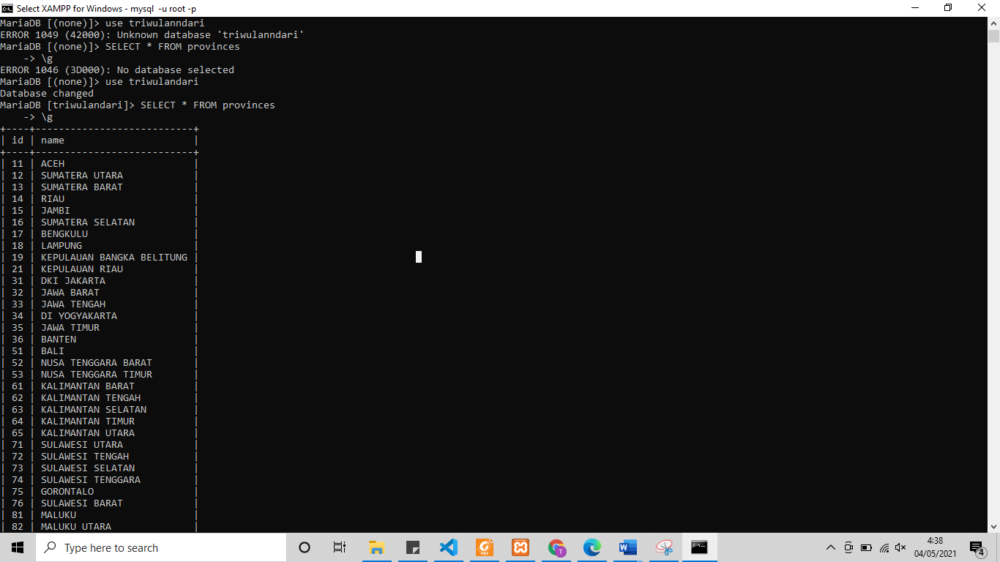 Select XAMPP for Windows - mysql  -u root -p
MariaDB [(none)]> use triwulanndari
ERROR 1049 (42000): Unknown database 'triwulanndari'
MariaDB [(none)]> SELECT * FROM provinces
    -> \g
ERROR 1046 (3D000): No database selected
MariaDB [(none)]> use triwulandari
Database changed
MariaDB [triwulandari]> SELECT * FROM provinces
    -> \g
+----+---------------------------+
| id | name                      |
+----+---------------------------+
| 11 | ACEH                      |
| 12 | SUMATERA UTARA            |
| 13 | SUMATERA BARAT            |
| 14 | RIAU                      |
| 15 | JAMBI                     |
| 16 | SUMATERA SELATAN          |
| 17 | BENGKULU                  |
| 18 | LAMPUNG                   |
| 19 | KEPULAUAN BANGKA BELITUNG |
| 21 | KEPULAUAN RIAU            |
| 31 | DKI JAKARTA               |
| 32 | JAWA BARAT                |
| 33 | JAWA TENGAH               |
| 34 | DI YOGYAKARTA             |
| 35 | JAWA TIMUR                |
| 36 | BANTEN                    |
| 51 | BALI                      |
| 52 | NUSA TENGGARA BARAT       |
| 53 | NUSA TENGGARA TIMUR       |
| 61 | KALIMANTAN BARAT          |
| 62 | KALIMANTAN TENGAH         |
| 63 | KALIMANTAN SELATAN        |
| 64 | KALIMANTAN TIMUR          |
| 65 | KALIMANTAN UTARA          |
| 71 | SULAWESI UTARA            |
| 72 | SULAWESI TENGAH           |
| 73 | SULAWESI SELATAN          |
| 74 | SULAWESI TENGGARA         |
| 75 | GORONTALO                 |
| 76 | SULAWESI BARAT            |
| 81 | MALUKU                    |
| 82 | MALUKU UTARA              |
Type here to search
PDF
T
W
4:38
04/05/2021
4